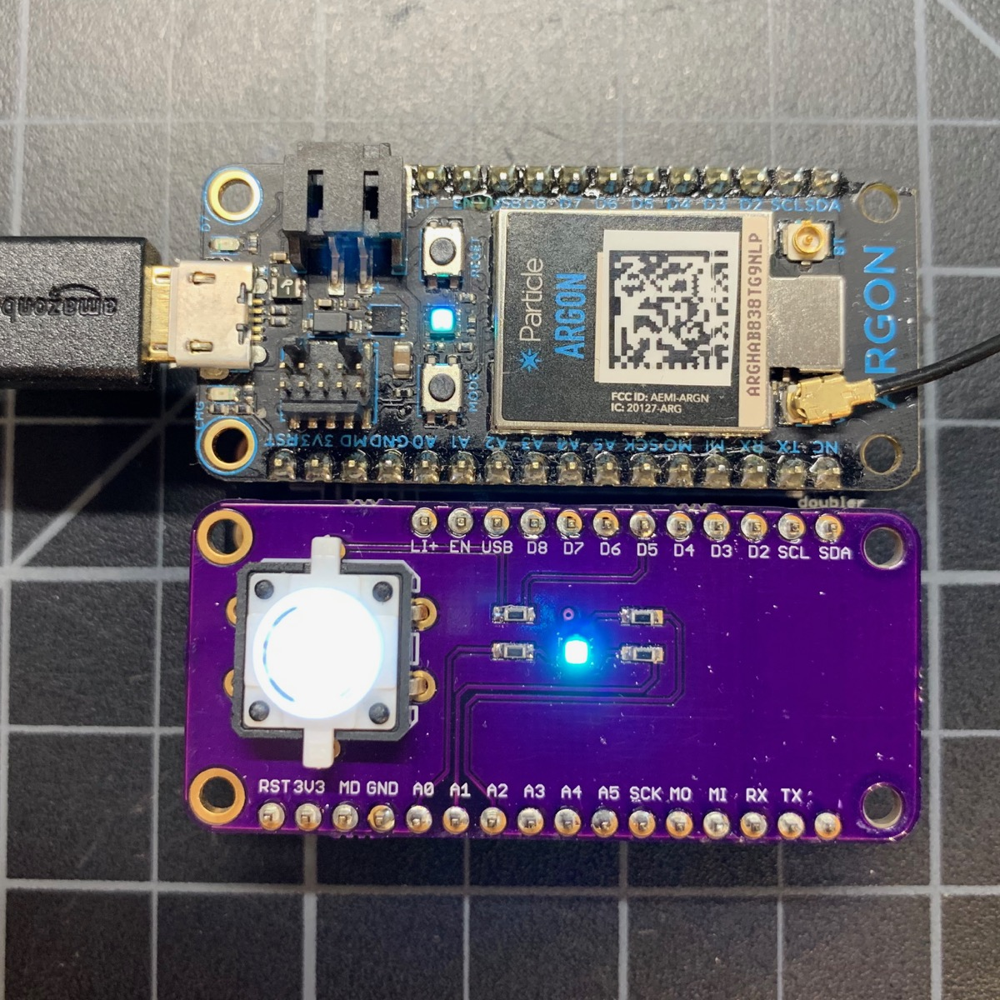 LI+ EN VUSB D8 D7 D6 D5 D4 D3 D2 SCL SDA
D7
RESET
BT
amazonb
Particle
ARGON
ARGHAB838TG9NLP
ARGON
+
MODE
CHG
FCC ID: AEMI-ARGN
IC: 20127-ARG
RST 3V3 MD GND A0 A1 A2 A3 A4 A5 SCK MO MI RX TX NC
doubler
LI+ EN USB D8 D7 D6 D5 D4 D3 D2 SCL SDA
RST 3V3 MD GND A0 A1 A2 A3 A4 A5 SCK MO MI RX TX